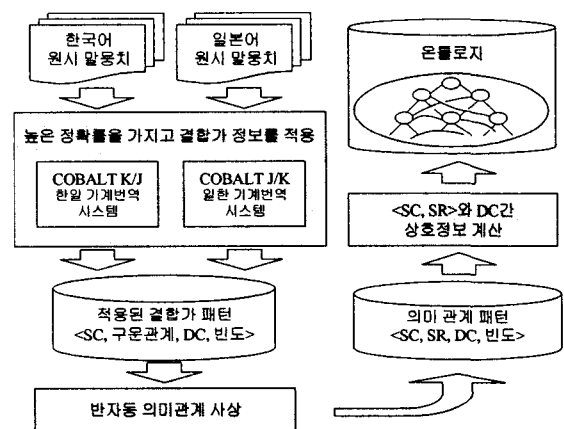 한국어
원시 말뭉치
일본어
원시 말뭉치
높은 정확률을 가지고 결합가 정보를 적용
COBALT K/J
한일 기계번역
시스템
COBALT J/K
일한 기계번역
시스템
적용된 결합가 패턴
<SC, 구문관계, DC, 빈도>
반자동 의미관계 사상
온톨로지
<SC, SR>와 DC간
상호정보 계산
의미 관계 패턴
<SC, SR, DC, 빈도>